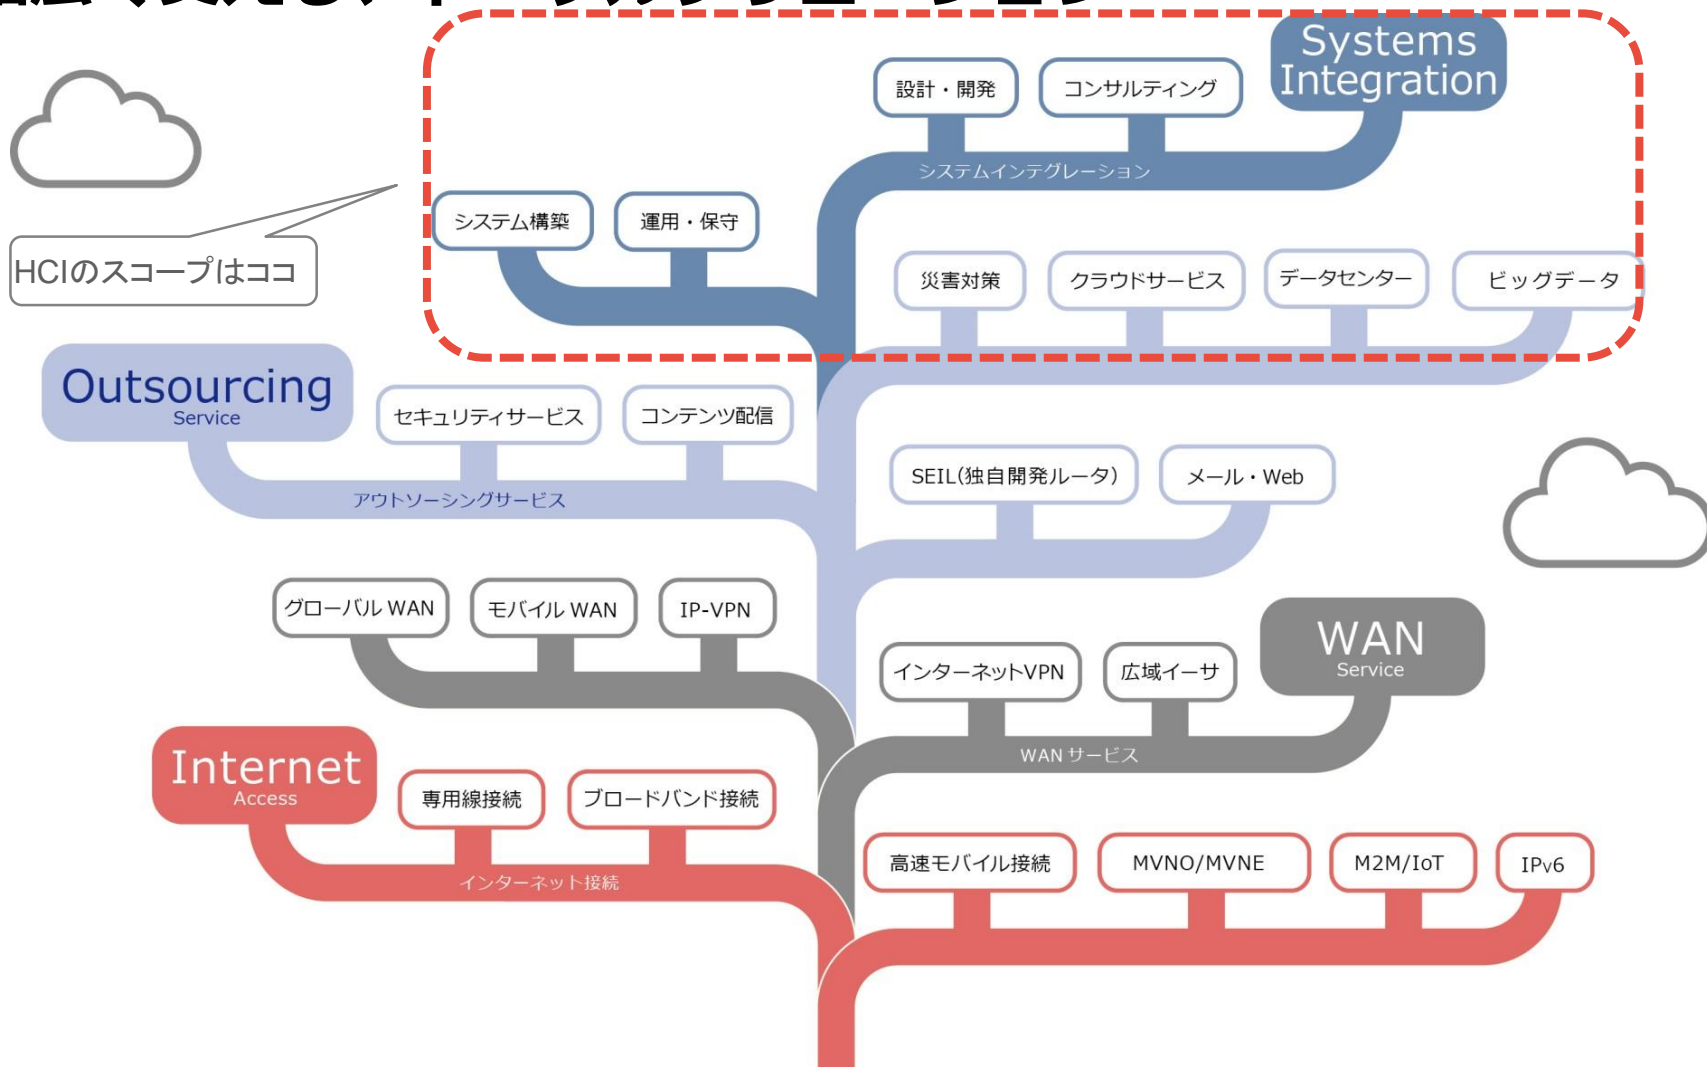 Systems
Integration
設計・開発
コンサルティング
システムインテグレーション
システム構築
運用・保守
HCIのスコープはココ
災害対策
クラウドサービス
データセンター
ビッグデータ
Outsourcing
Service
セキュリティサービス
コンテンツ配信
アウトソーシングサービス
SEIL(独自開発ルータ)
メール・Web
グローバル WAN
モバイル WAN
IP-VPN
WAN
Service
インターネットVPN
広域イーサ
WAN サービス
Internet
Access
専用線接続
ブロードバンド接続
インターネット接続
高速モバイル接続
MVNO/MVNE
M2M/IoT
IPv6